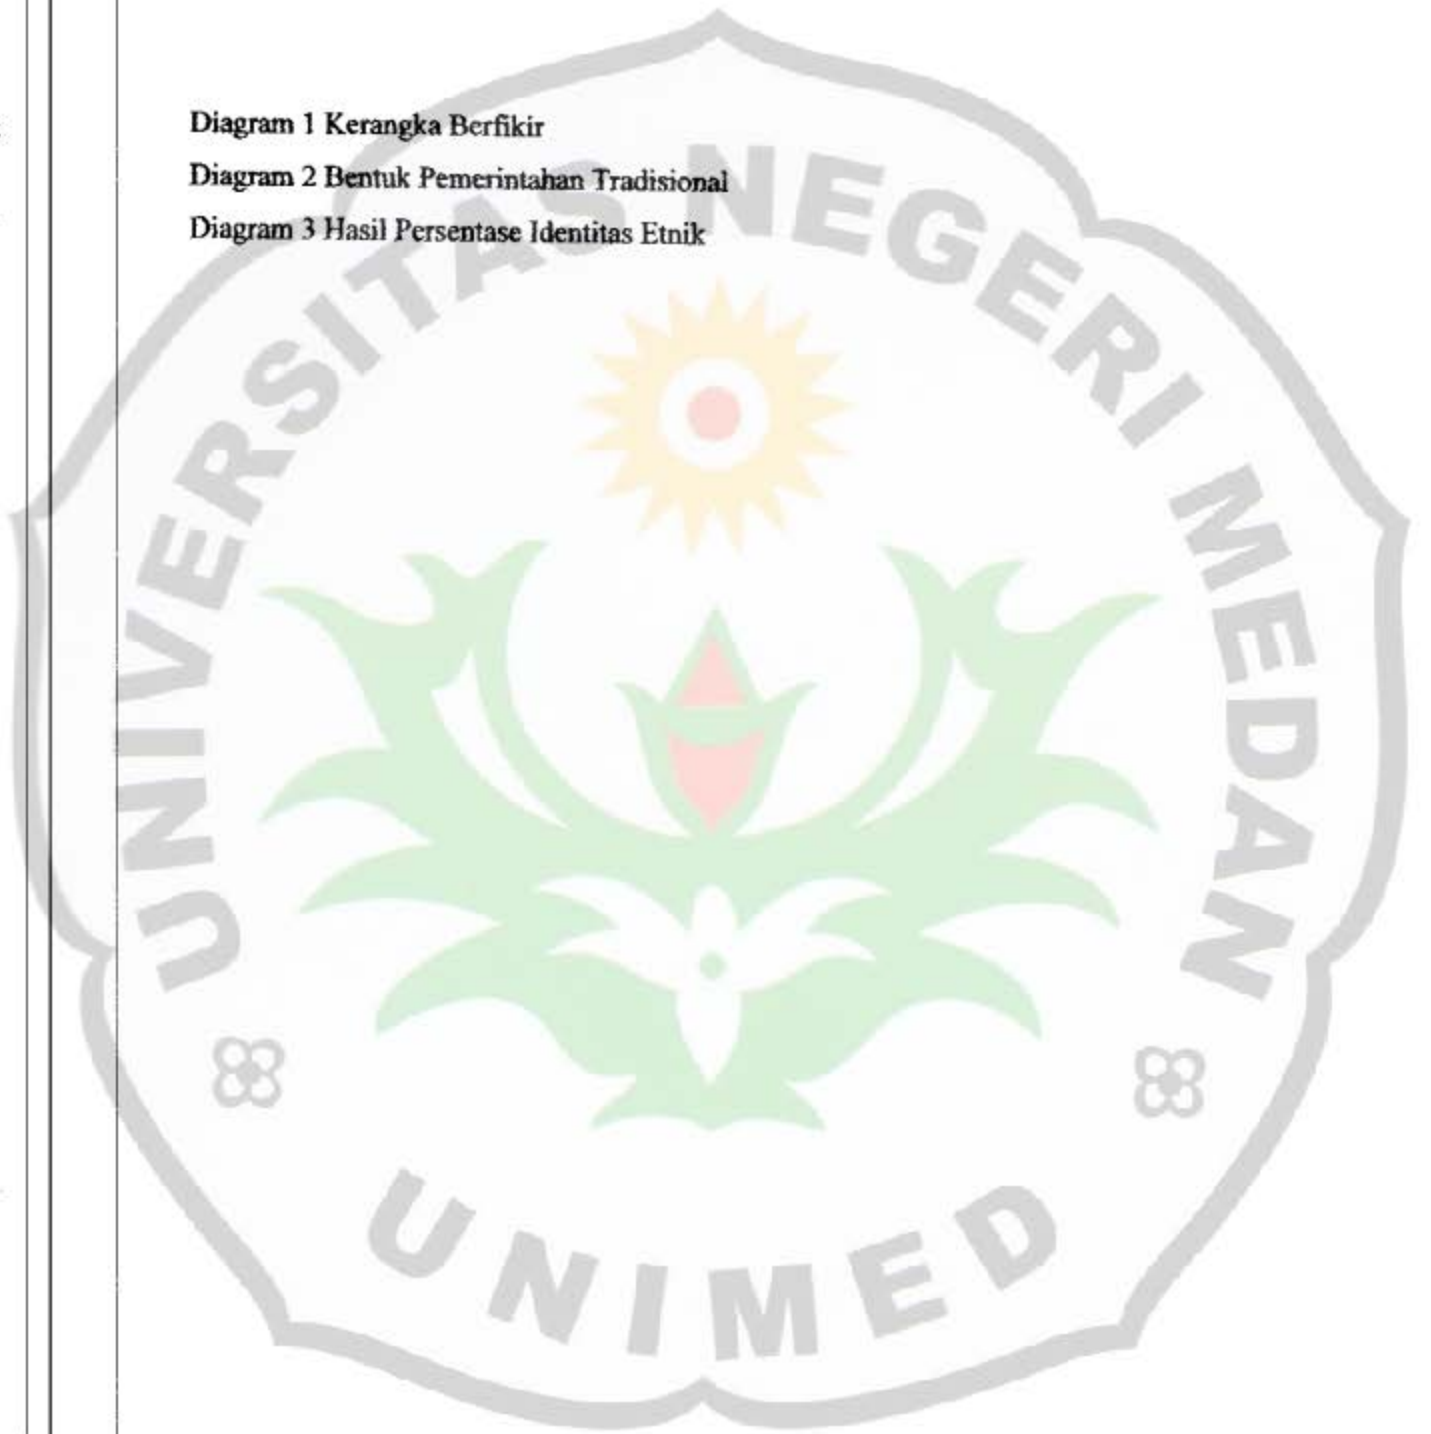 Diagram 1 Kerangka Berfikir
Diagram 2 Bentuk Pemerintahan Tradisional
Diagram 3 Hasil Persentase Identitas Etnik
UNIVERSITAS NEGERI MEDAN
UNIMED